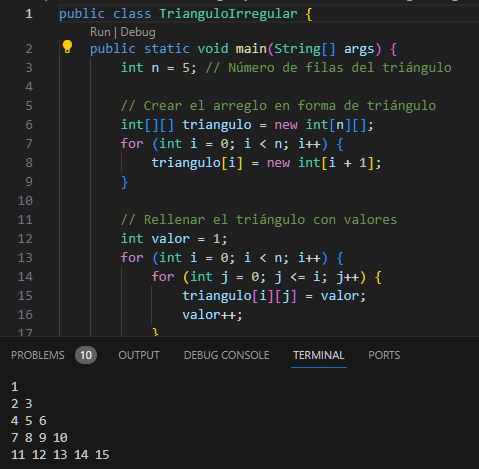 1 public class TrianguloIrregular {
Run | Debug
2 public static void main(String[] args) {
3 int n = 5; // Número de filas del triángulo
4
5 // Crear el arreglo en forma de triángulo
6 int[][] triangulo = new int[n][];
7 for (int i = 0; i < n; i++) {
8 triangulo[i] = new int[i + 1];
9 }
10
11 // Rellenar el triángulo con valores
12 int valor = 1;
13 for (int i = 0; i < n; i++) {
14 for (int j = 0; j <= i; j++) {
15 triangulo[i][j] = valor;
16 valor++;
17 }
PROBLEMS 10 OUTPUT DEBUG CONSOLE TERMINAL PORTS
1
2 3
4 5 6
7 8 9 10
11 12 13 14 15